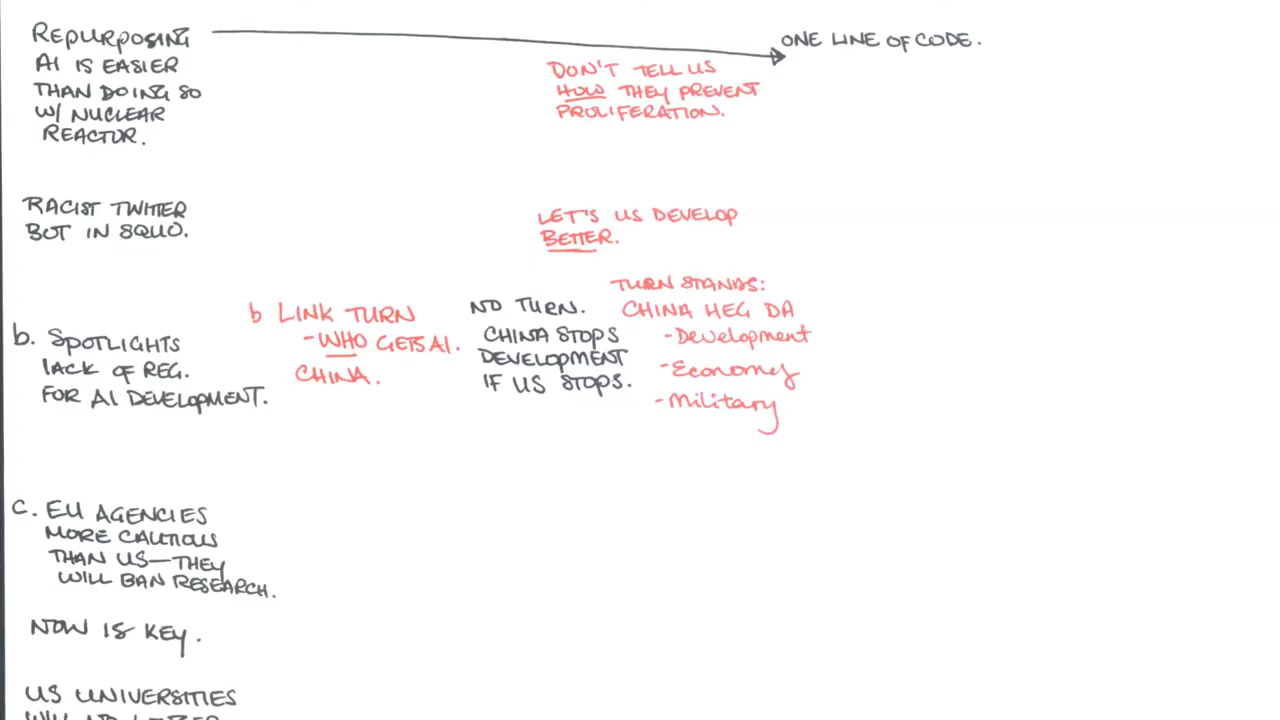 REPURPOSING
AI IS EASIER
THAN DOING SO
W/ NUCLEAR
REACTOR.
DON'T TELL US
HOW THEY PREVENT
PROLIFERATION.
ONE LINE OF CODE.
RACIST TWITTER
BOT IN SQUO.
LET'S US DEVELOP
BETTER.
b. SPOTLIGHTS
LACK OF REG.
FOR AI DEVELOPMENT.
b LINK TURN
- WHO GETS AI.
CHINA.
NO TURN.
CHINA STOPS
DEVELOPMENT
IF US STOPS.
TURN STANDS:
CHINA HEG DA
- Development
- Economy
- Military
C. EU AGENCIES
MORE CAUTIOUS
THAN US—THEY
WILL BAN RESEARCH.
NOW IS KEY.
US UNIVERSITIES